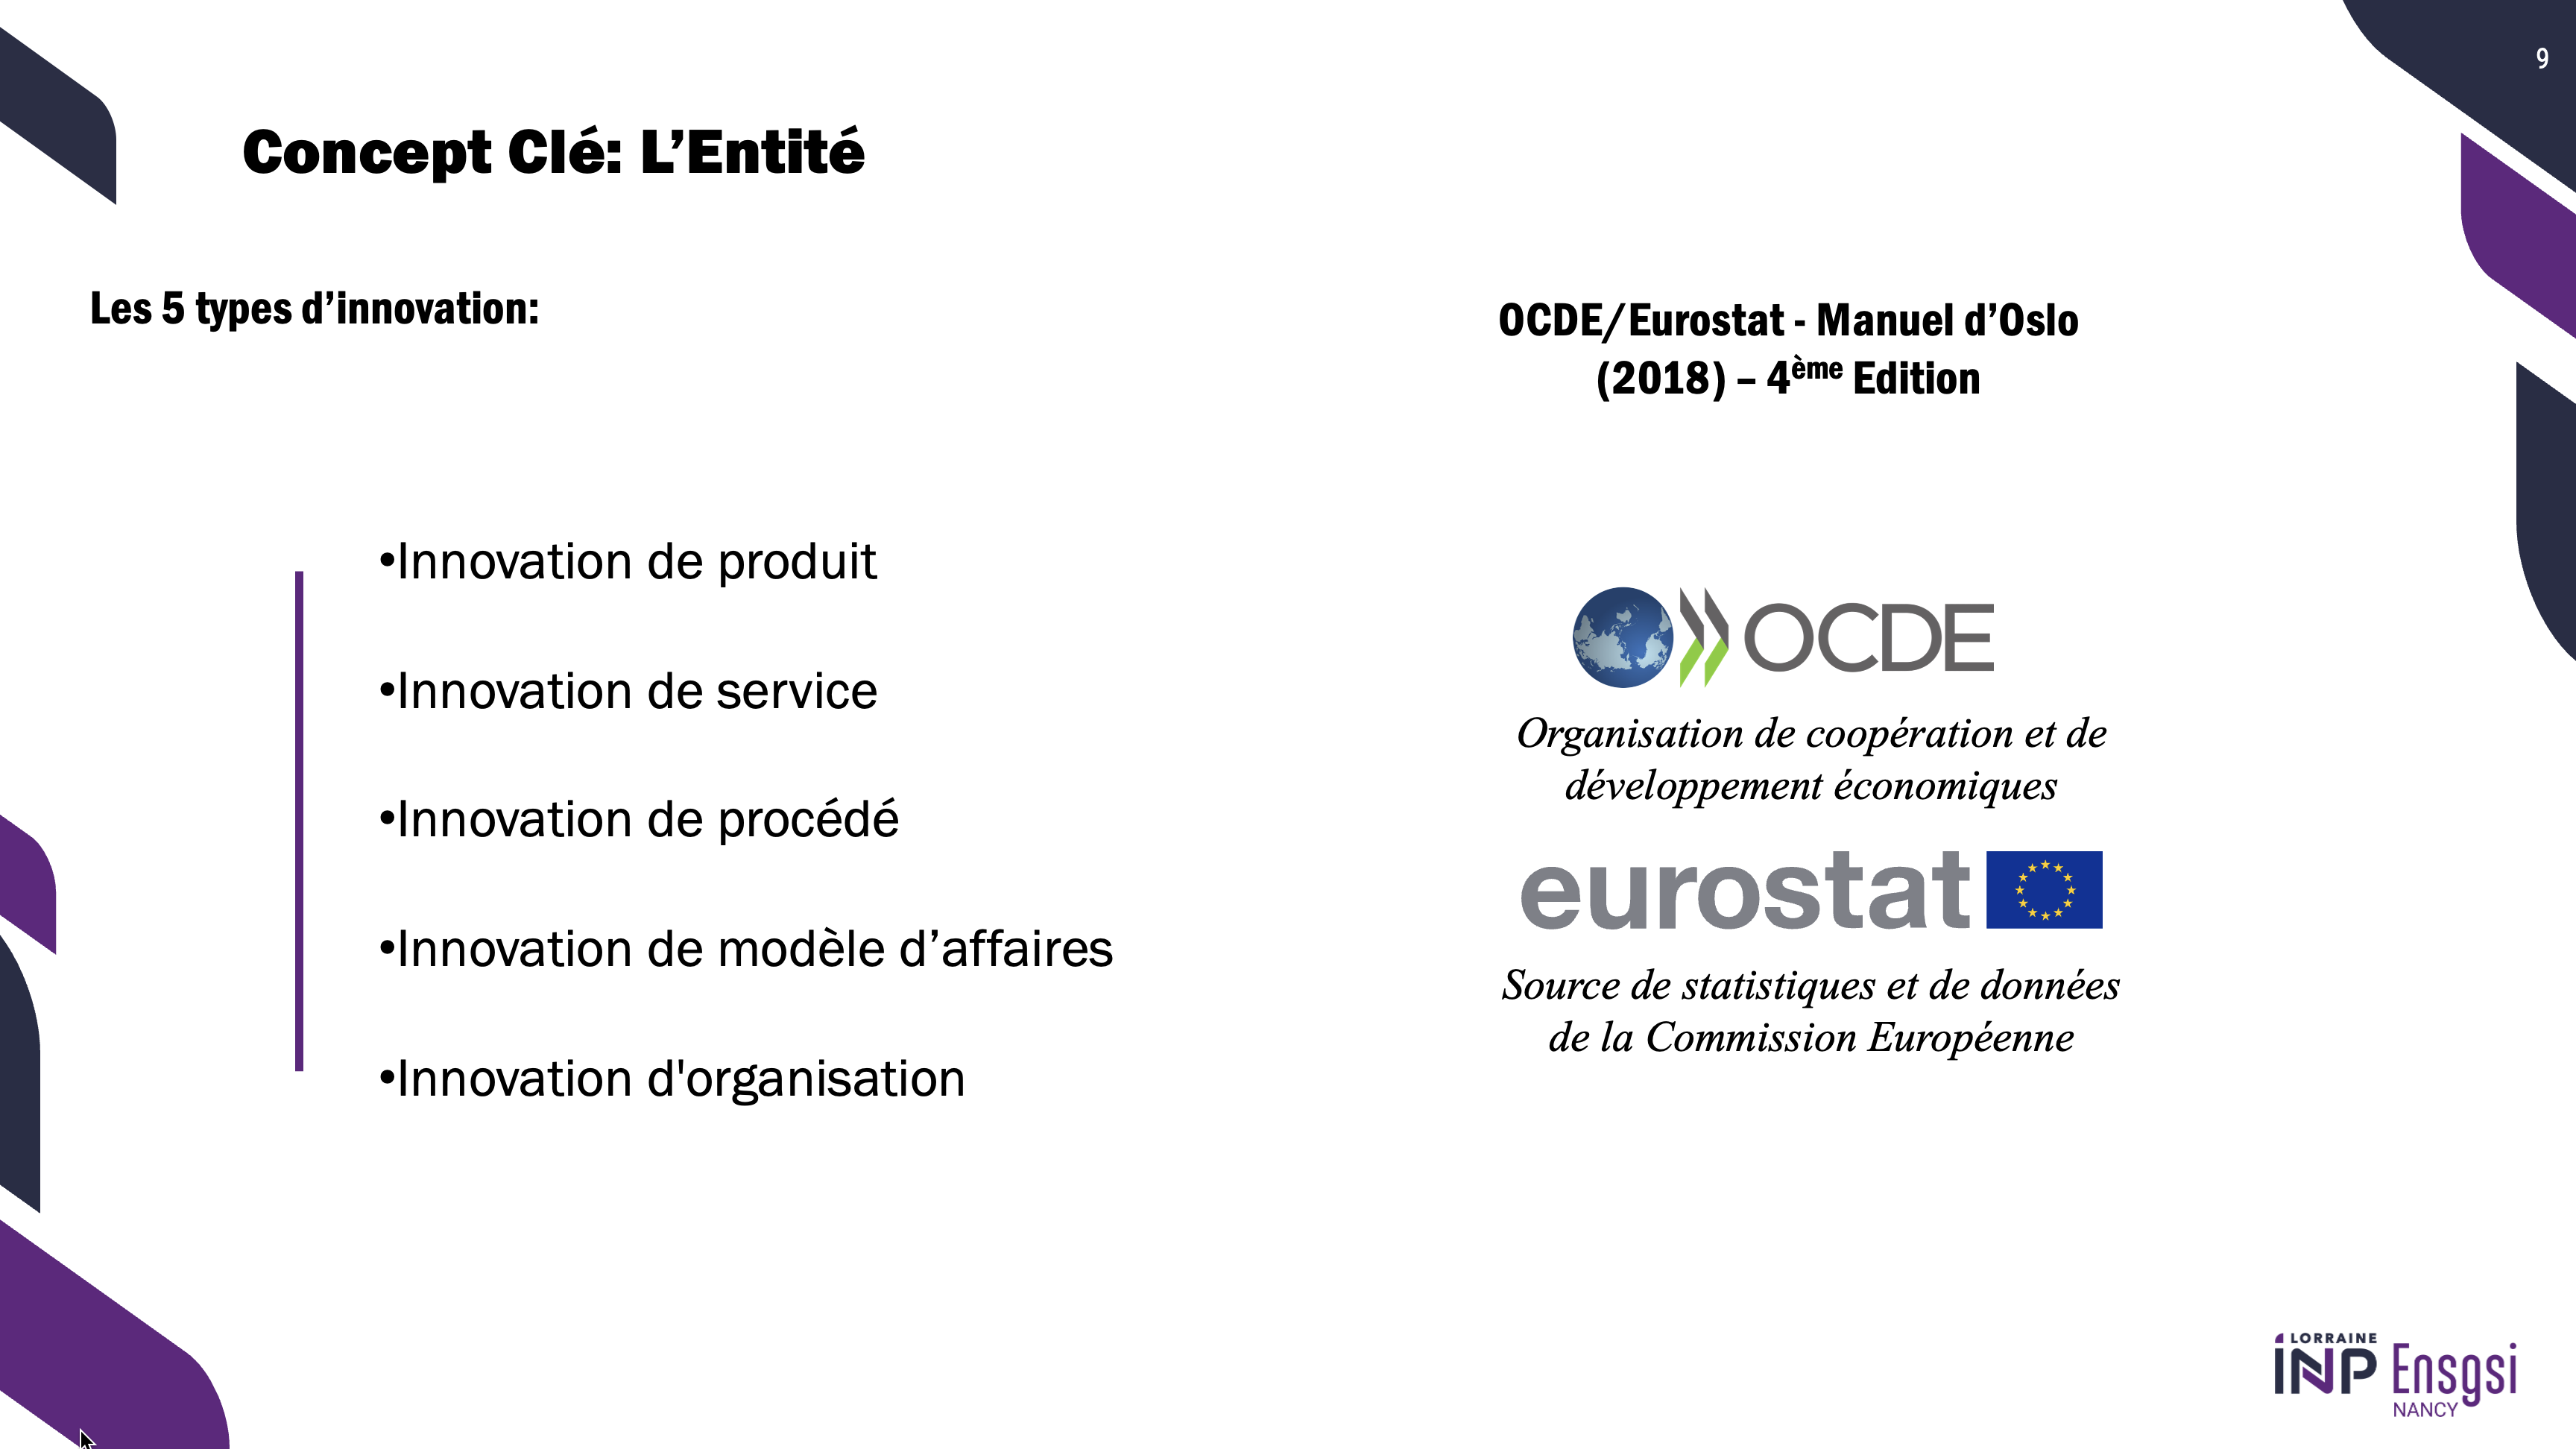 9
Concept Clé: L’Entité
Les 5 types d’innovation:
•Innovation de produit
•Innovation de service
•Innovation de procédé
•Innovation de modèle d’affaires
•Innovation d'organisation
OCDE/Eurostat - Manuel d’Oslo
(2018) – 4ème Edition
OCDE
Organisation de coopération et de
développement économiques
eurostat
Source de statistiques et de données
de la Commission Européenne
LORRAINE
INP Ensgsi
NANCY